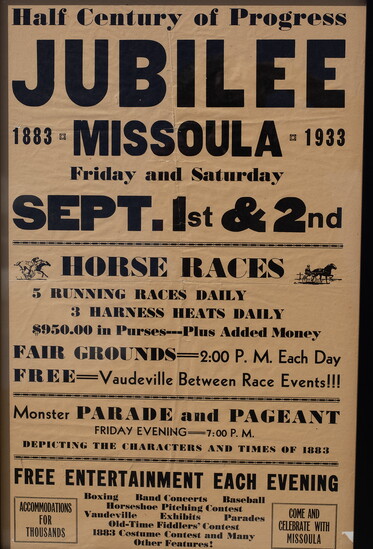 Half Century of Progress
JUBILEE
1883 MISSOULA 1933
Friday and Saturday
SEPT. 1st & 2nd
HORSE RACES
5 RUNNING RACES DAILY
3 HARNESS HEATS DAILY
$950.00 in Purses---Plus Added Money
FAIR GROUNDS=2:00 P. M. Each Day
FREE=Vaudeville Between Race Events!!!
Monster PARADE and PAGEANT
FRIDAY EVENING=7:00 P. M.
DEPICTING THE CHARACTERS AND TIMES OF 1883
FREE ENTERTAINMENT EACH EVENING
Boxing Band Concerts Baseball
Horseshoe Pitching Contest
Vaudeville Exhibits Parades
Old-Time Fiddlers' Contest
1883 Costume Contest and Many
Other Features!
ACCOMMODATIONS
FOR
THOUSANDS
COME AND
CELEBRATE WITH
MISSOULA